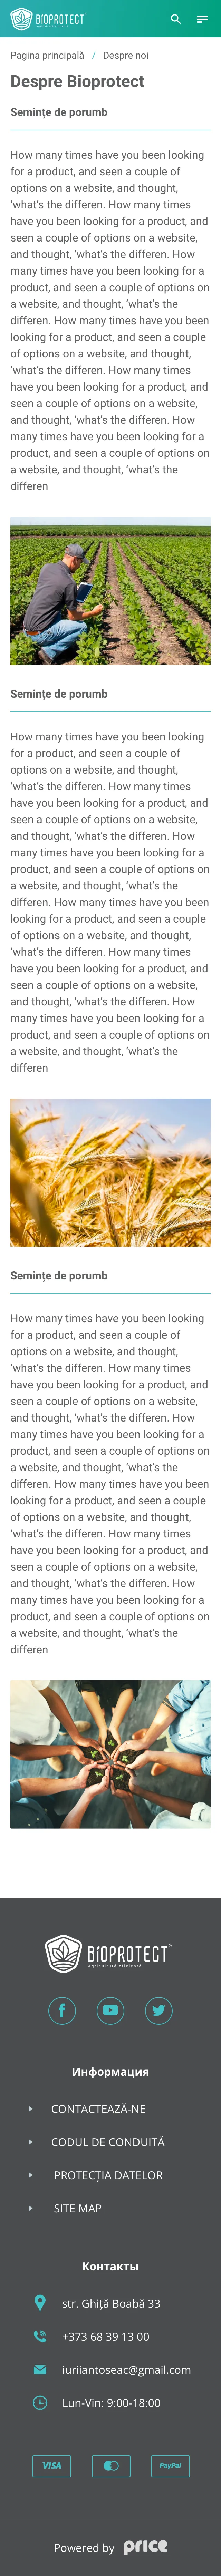 BIOPROTECT
Pagina principală / Despre noi
Despre Bioprotect
Semințe de porumb
How many times have you been looking
for a product, and seen a couple of
options on a website, and thought,
‘what’s the differen. How many times
have you been looking for a product, and
seen a couple of options on a website,
and thought, ‘what’s the differen. How
many times have you been looking for a
product, and seen a couple of options on
a website, and thought, ‘what’s the
differen. How many times have you been
looking for a product, and seen a couple
of options on a website, and thought,
‘what’s the differen. How many times
have you been looking for a product, and
seen a couple of options on a website,
and thought, ‘what’s the differen. How
many times have you been looking for a
product, and seen a couple of options on
a website, and thought, ‘what’s the
differen
Semințe de porumb
How many times have you been looking
for a product, and seen a couple of
options on a website, and thought,
‘what’s the differen. How many times
have you been looking for a product, and
seen a couple of options on a website,
and thought, ‘what’s the differen. How
many times have you been looking for a
product, and seen a couple of options on
a website, and thought, ‘what’s the
differen. How many times have you been
looking for a product, and seen a couple
of options on a website, and thought,
‘what’s the differen. How many times
have you been looking for a product, and
seen a couple of options on a website,
and thought, ‘what’s the differen. How
many times have you been looking for a
product, and seen a couple of options on
a website, and thought, ‘what’s the
differen
Semințe de porumb
How many times have you been looking
for a product, and seen a couple of
options on a website, and thought,
‘what’s the differen. How many times
have you been looking for a product, and
seen a couple of options on a website,
and thought, ‘what’s the differen. How
many times have you been looking for a
product, and seen a couple of options on
a website, and thought, ‘what’s the
differen. How many times have you been
looking for a product, and seen a couple
of options on a website, and thought,
‘what’s the differen. How many times
have you been looking for a product, and
seen a couple of options on a website,
and thought, ‘what’s the differen. How
many times have you been looking for a
product, and seen a couple of options on
a website, and thought, ‘what’s the
differen
BIOPROTECT®
Agricultura eficientă
Информация
CONTACTEAZĂ-NE
CODUL DE CONDUITĂ
PROTECȚIA DATELOR
SITE MAP
Контакты
str. Ghiță Boabă 33
+373 68 39 13 00
iuriiantoseac@gmail.com
Lun-Vin: 9:00-18:00
VISA
PayPal
Powered by price